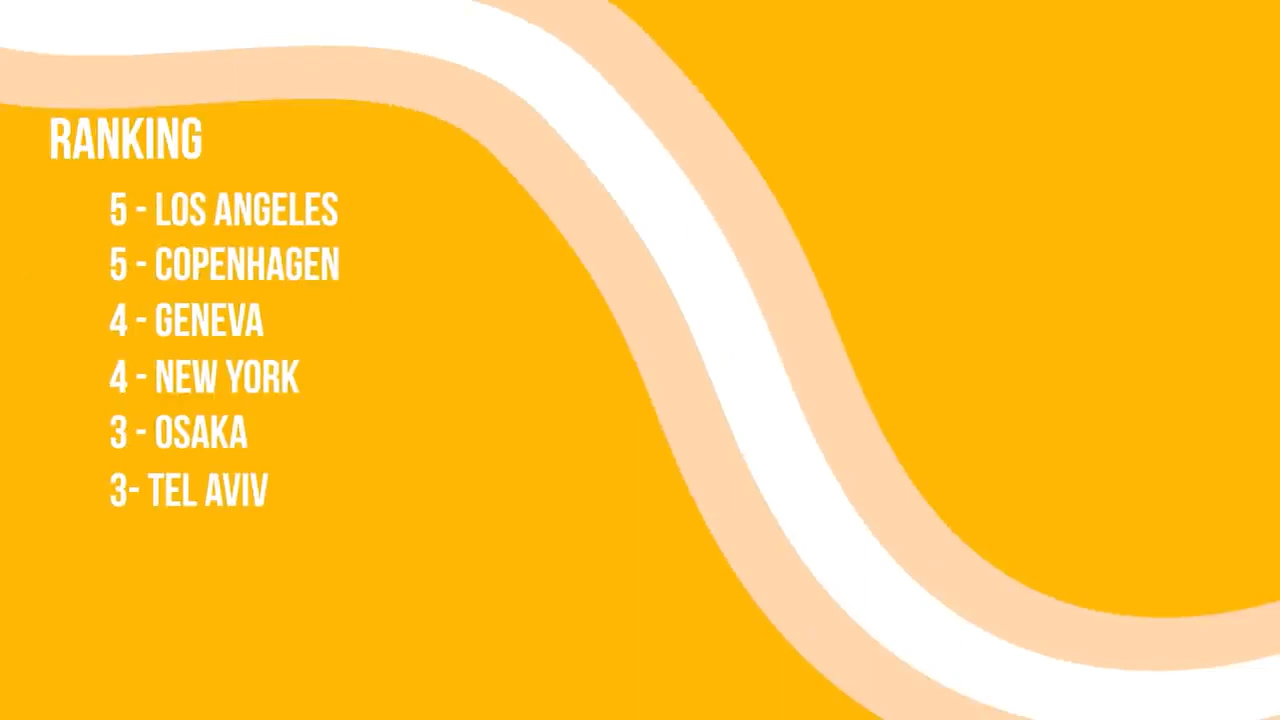 RANKING
5 - LOS ANGELES
5 - COPENHAGEN
4 - GENEVA
4 - NEW YORK
3 - OSAKA
3- TEL AVIV